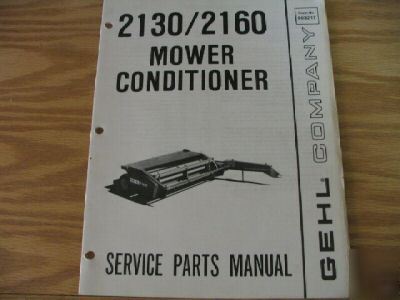 2130/2160
MOWER
CONDITIONER
SERVICE PARTS MANUAL
GEHL COMPANY